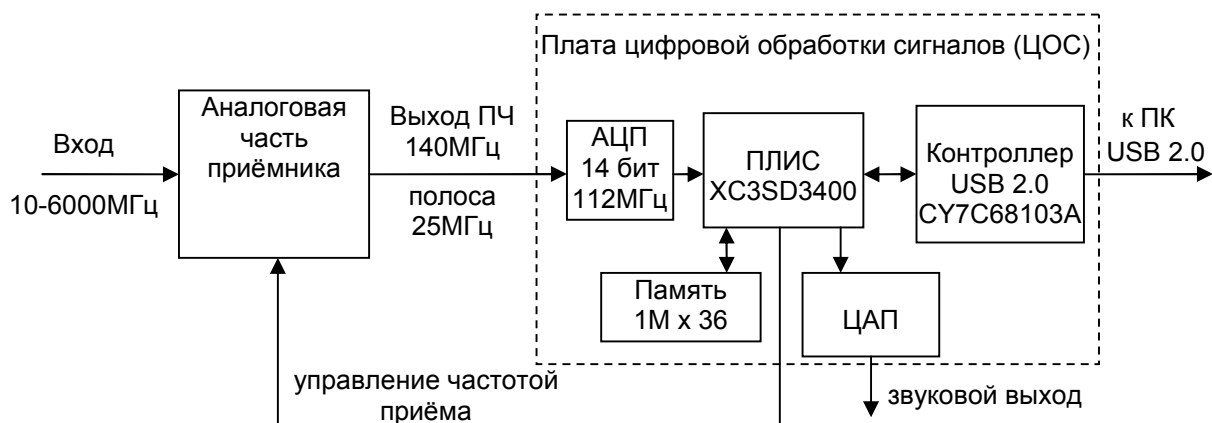 Плата цифровой обработки сигналов (ЦОС)
Вход
10-6000МГц
Аналоговая
часть
приёмника
Выход ПЧ
140МГц
полоса
25МГц
АЦП
14 бит
112МГц
ПЛИС
XC3SD3400
Контроллер
USB 2.0
CY7C68103A
к ПК
USB 2.0
Память
1М x 36
ЦАП
управление частотой
приёма
звуковой выход